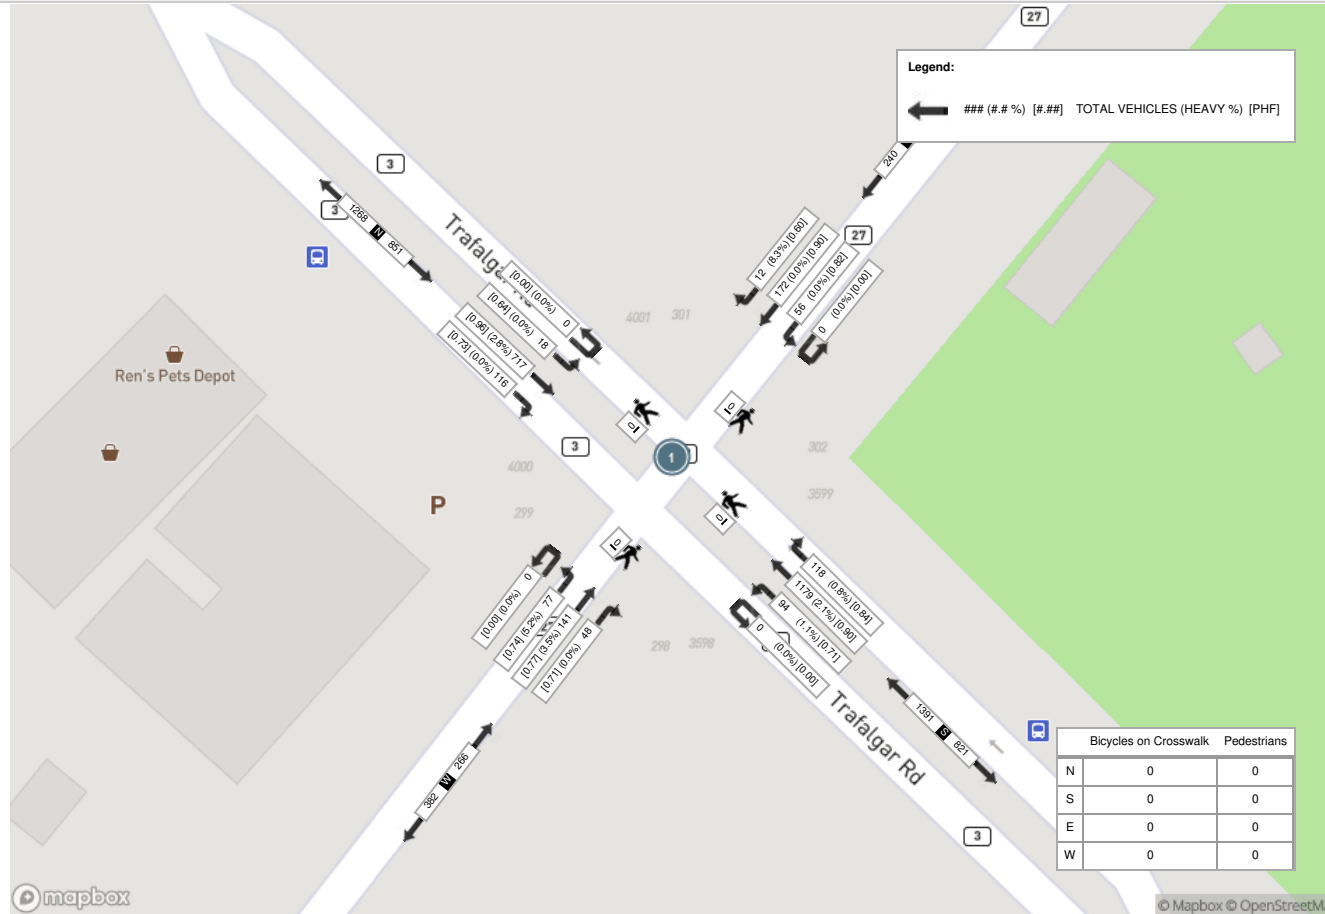 27
Legend:
### (#.# %) [#.##] TOTAL VEHICLES (HEAVY %) [PHF]
240
3
3
1268 N 851
27
Trafalga
12 (8.3%) [0.60]
172 (0.0%) [0.90]
56 (0.0%) [0.82]
0 (0.0%) [0.00]
[0.00] (0.0%) 0
[0.64] (0.0%) 18
[0.96] (2.8%) 717
[0.73] (0.0%) 116
4081 301
Ren's Pets Depot
0
0
3
1
302
4000
3599
P
299
0
0
0
[0.00] (0.0%) 77
[0.74] (5.2%) 141
[0.77] (3.5%) 48
[0.71] (0.0%)
118 (0.8%) [0.84]
1179 (2.1%) [0.90]
94 (1.1%) [0.71]
0 (0.0%) [0.00]
298 3598
Trafalgar Rd
1391 S 821
382 W 266
3
Bicycles on Crosswalk Pedestrians
N 0 0
S 0 0
E 0 0
W 0 0
mapbox
© Mapbox © OpenStreetM